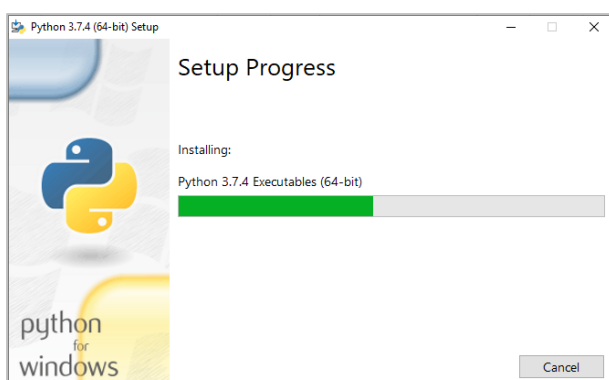 Python 3.7.4 (64-bit) Setup
Setup Progress
Installing:
Python 3.7.4 Executables (64-bit)
python
for
windows
Cancel